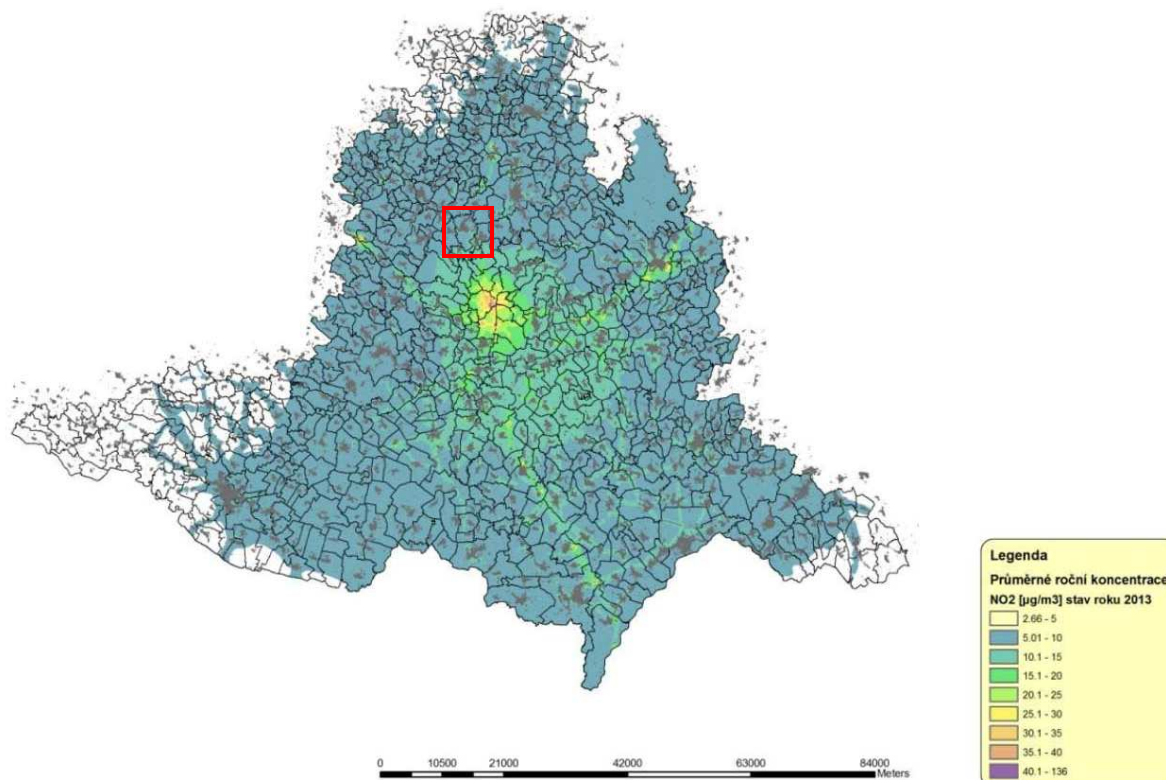 Legenda
Průměrné roční koncentrace
NO2 [µg/m3] stav roku 2013
2.66 - 5
5.01 - 10
10.1 - 15
15.1 - 20
20.1 - 25
25.1 - 30
30.1 - 35
35.1 - 40
40.1 - 136
0 10500 21000 42000 63000 84000
Meters